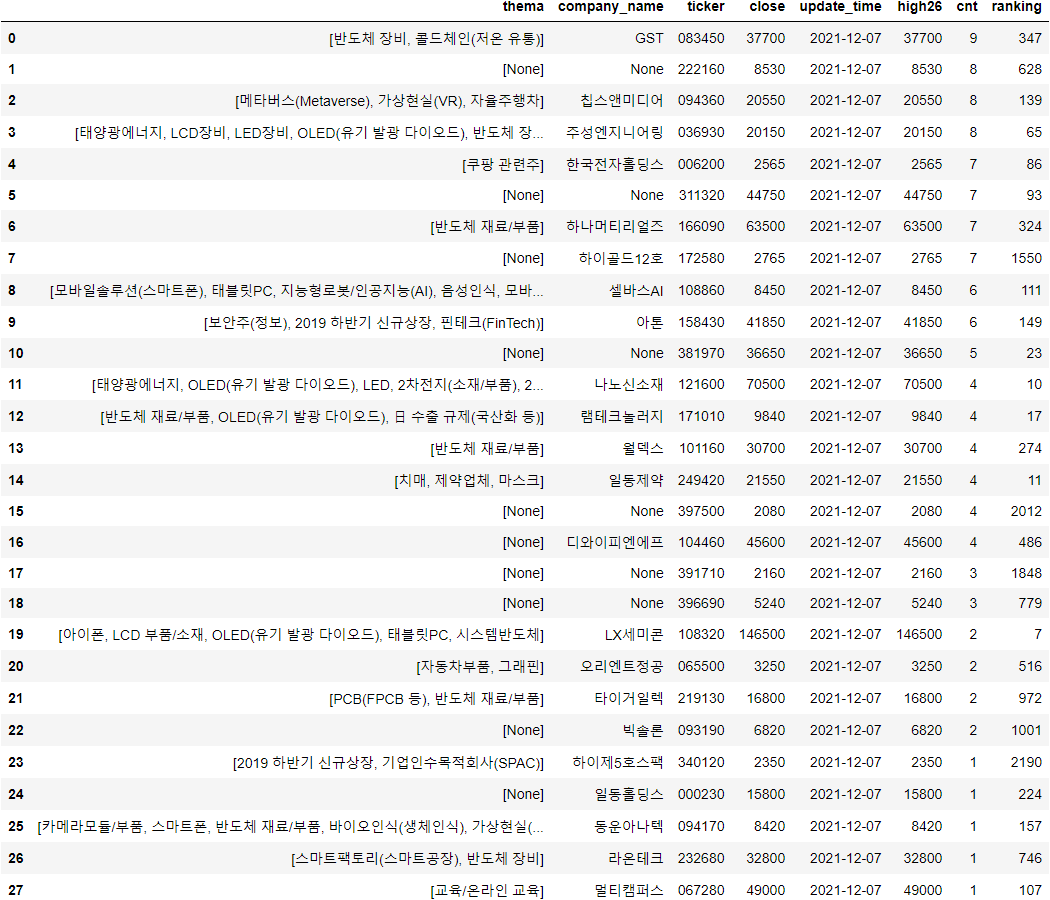 thema company_name ticker close update_time high26 cnt ranking
0 [반도체 장비, 콜드체인(저온 유통)] GST 083450 37700 2021-12-07 37700 9 347
1 [None] None 222160 8530 2021-12-07 8530 8 628
2 [메타버스(Metaverse), 가상현실(VR), 자율주행차] 칩스앤미디어 094360 20550 2021-12-07 20550 8 139
3 [태양광에너지, LCD장비, LED장비, OLED(유기 발광 다이오드), 반도체 장... 주성엔지니어링 036930 20150 2021-12-07 20150 8 65
4 [쿠팡 관련주] 한국전자홀딩스 006200 2565 2021-12-07 2565 7 86
5 [None] None 311320 44750 2021-12-07 44750 7 93
6 [반도체 재료/부품] 하나머티리얼즈 166090 63500 2021-12-07 63500 7 324
7 [None] 하이골드12호 172580 2765 2021-12-07 2765 7 1550
8 [모바일솔루션(스마트폰), 태블릿PC, 지능형로봇/인공지능(AI), 음성인식, 모바... 셀바스AI 108860 8450 2021-12-07 8450 6 111
9 [보안주(정보), 2019 하반기 신규상장, 핀테크(FinTech)] 아톤 158430 41850 2021-12-07 41850 6 149
10 [None] None 381970 36650 2021-12-07 36650 5 23
11 [태양광에너지, OLED(유기 발광 다이오드), LED, 2차전지(소재/부품), 2... 나노신소재 121600 70500 2021-12-07 70500 4 10
12 [반도체 재료/부품, OLED(유기 발광 다이오드), 日 수출 규제(국산화 등)] 램테크놀러지 171010 9840 2021-12-07 9840 4 17
13 [반도체 재료/부품] 월덱스 101160 30700 2021-12-07 30700 4 274
14 [치매, 제약업체, 마스크] 일동제약 249420 21550 2021-12-07 21550 4 11
15 [None] None 397500 2080 2021-12-07 2080 4 2012
16 [None] 디와이피엔에프 104460 45600 2021-12-07 45600 4 486
17 [None] None 391710 2160 2021-12-07 2160 3 1848
18 [None] None 396690 5240 2021-12-07 5240 3 779
19 [아이폰, LCD 부품/소재, OLED(유기 발광 다이오드), 태블릿PC, 시스템반도체] LX세미콘 108320 146500 2021-12-07 146500 2 7
20 [자동차부품, 그래핀] 오리엔트정공 065500 3250 2021-12-07 3250 2 516
21 [PCB(FPCB 등), 반도체 재료/부품] 타이거일렉 219130 16800 2021-12-07 16800 2 972
22 [None] 빅솔론 093190 6820 2021-12-07 6820 2 1001
23 [2019 하반기 신규상장, 기업인수목적회사(SPAC)] 하이제5호스팩 340120 2350 2021-12-07 2350 1 2190
24 [None] 일동홀딩스 000230 15800 2021-12-07 15800 1 224
25 [카메라모듈/부품, 스마트폰, 반도체 재료/부품, 바이오인식(생체인식), 가상현실(... 동운아나텍 094170 8420 2021-12-07 8420 1 157
26 [스마트팩토리(스마트공장), 반도체 장비] 라온테크 232680 32800 2021-12-07 32800 1 746
27 [교육/온라인 교육] 멀티캠퍼스 067280 49000 2021-12-07 49000 1 107